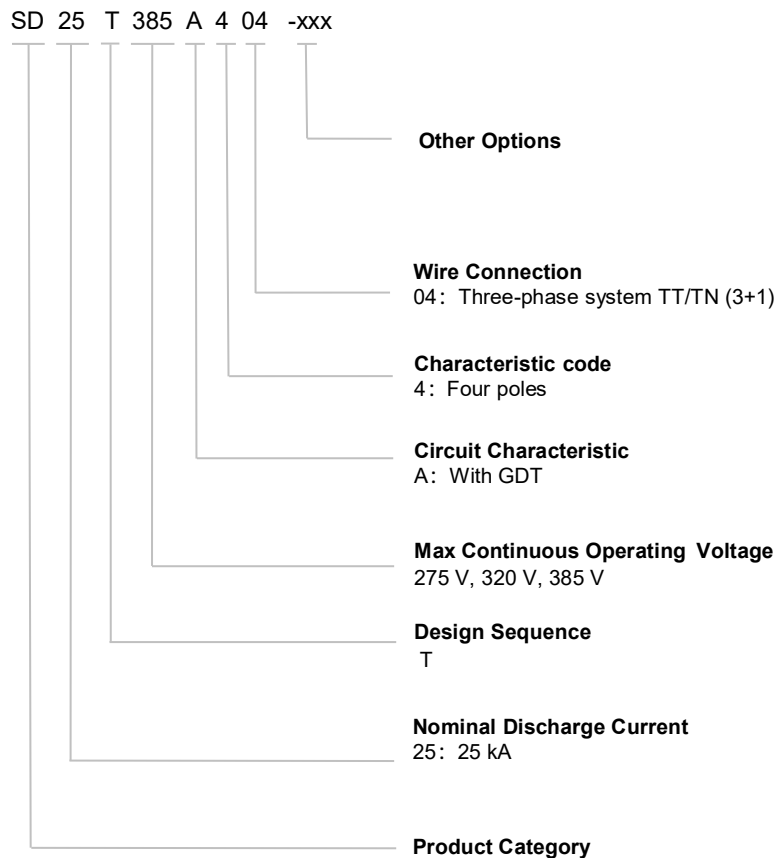 SD 25 T 385 A 4 04 -xxx
Other Options
Wire Connection
04：Three-phase system TT/TN (3+1)
Characteristic code
4：Four poles
Circuit Characteristic
A：With GDT
Max Continuous Operating Voltage
275 V, 320 V, 385 V
Design Sequence
T
Nominal Discharge Current
25：25 kA
Product Category